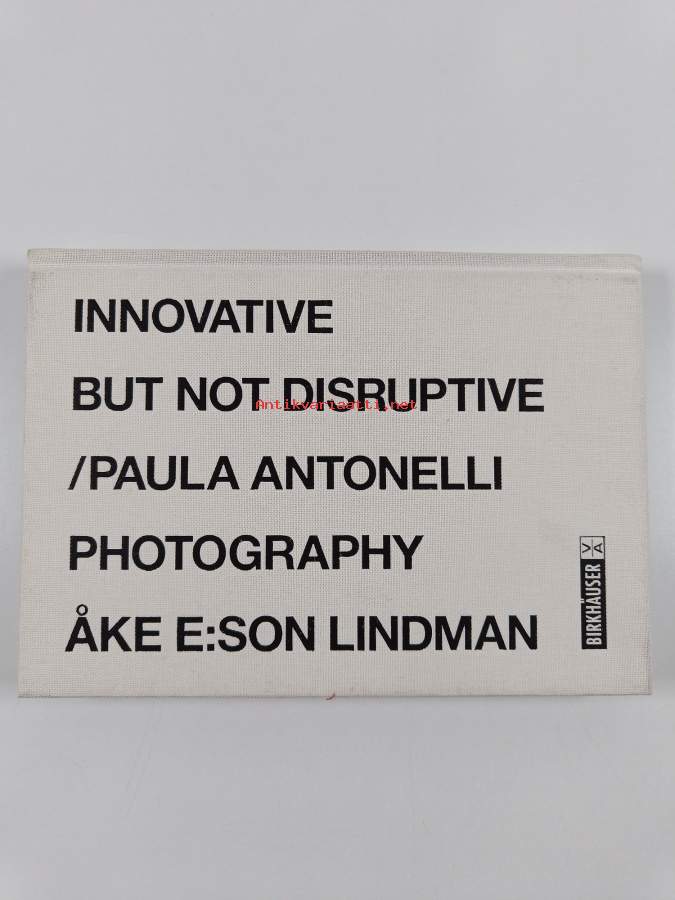 INNOVATIVE
BUT NOT DISRUPTIVE
Antikvariaatti.net
/PAULA ANTONELLI
PHOTOGRAPHY
ÅKE E:SON LINDMAN
BIRKHÄUSER
V/A